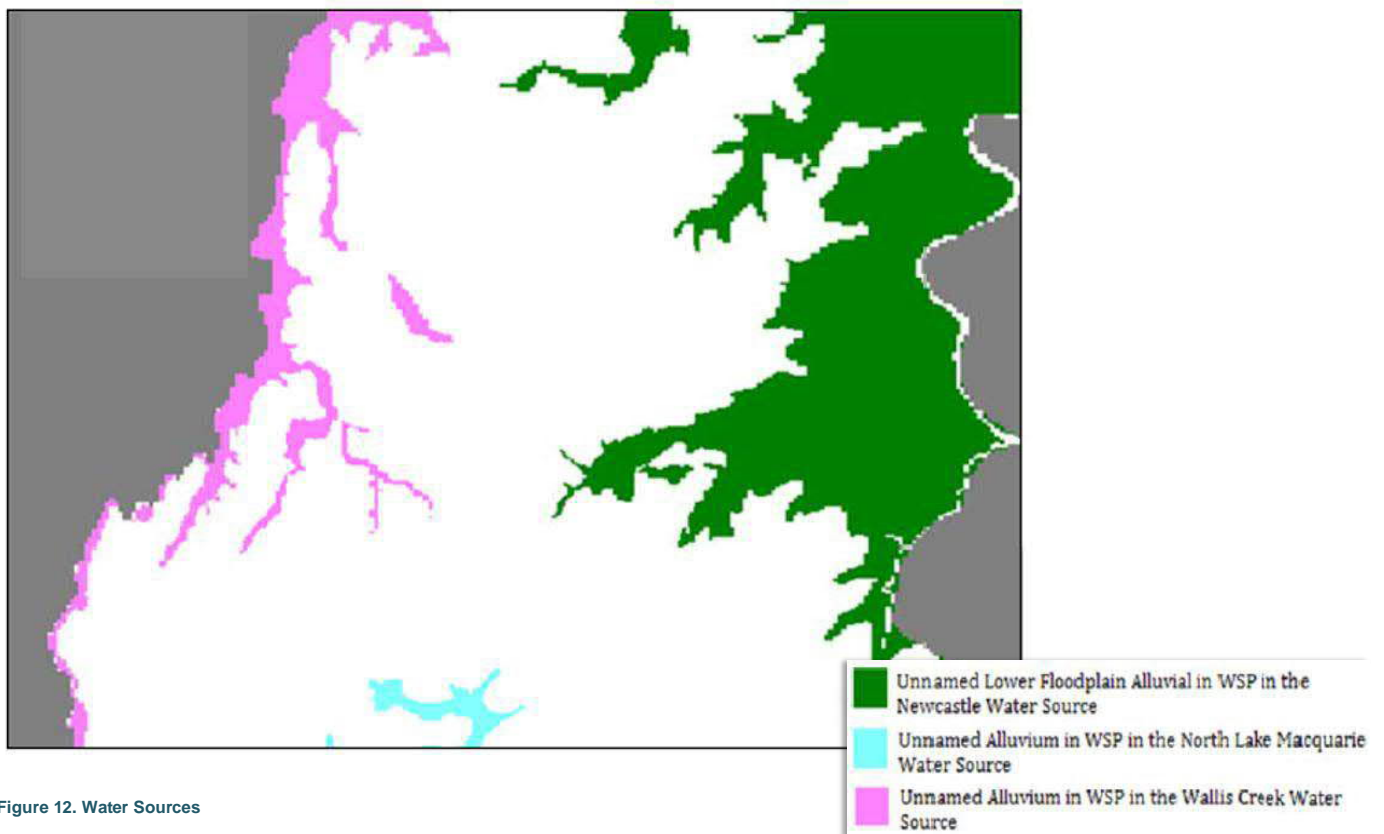 Unnamed Lower Floodplain Alluvial in WSP in the
Newcastle Water Source
Unnamed Alluvium in WSP in the North Lake Macquarie
Water Source
Unnamed Alluvium in WSP in the Wallis Creek Water
Source
Figure 12. Water Sources